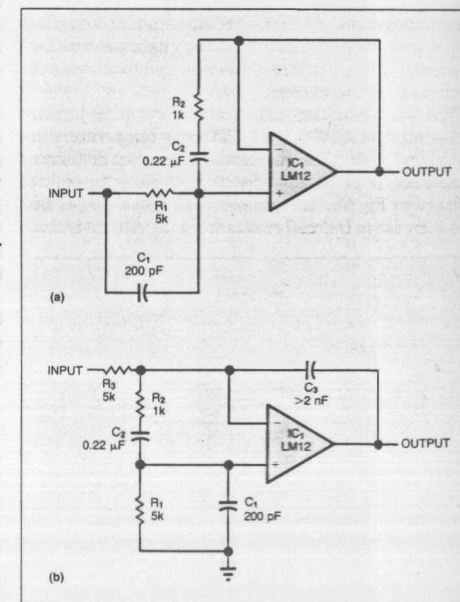 R₂
1k
C₂
0.22 µF
−
IC₁
LM12
+
OUTPUT
INPUT
R₁
5k
C₁
200 pF
(a)
INPUT
R₃
5k
C₃
>2 nF
R₂
1k
C₂
0.22 µF
−
IC₁
LM12
+
OUTPUT
R₁
5k
C₁
200 pF
(b)